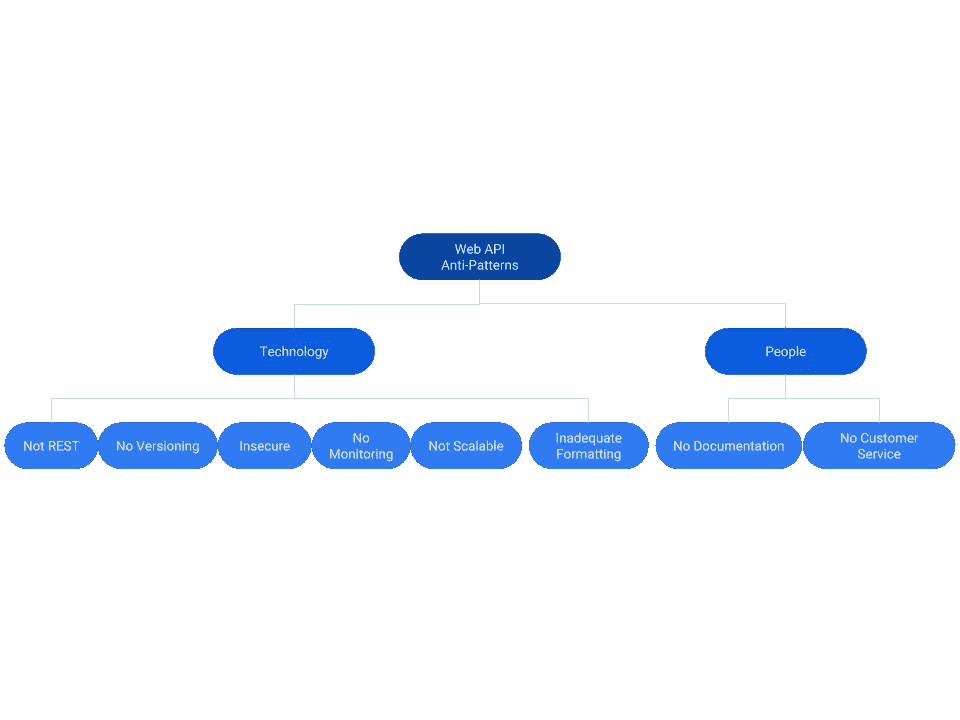 Web API
Anti-Patterns
Technology
People
Not REST
No Versioning
Insecure
No
Monitoring
Not Scalable
Inadequate
Formatting
No Documentation
No Customer
Service